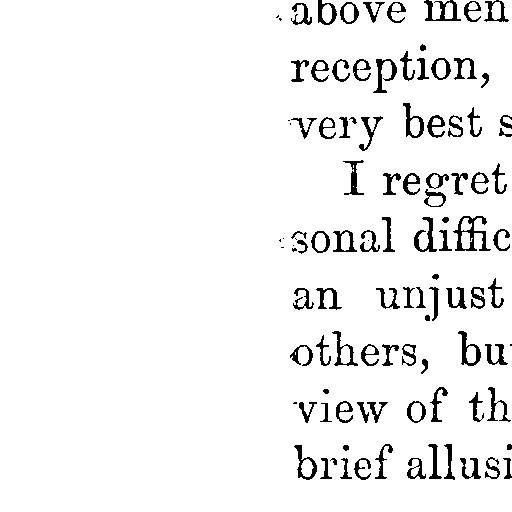 above men
reception,
very best s
I regret
sonal diffic
an unjust
others, bu
view of th
brief allusi